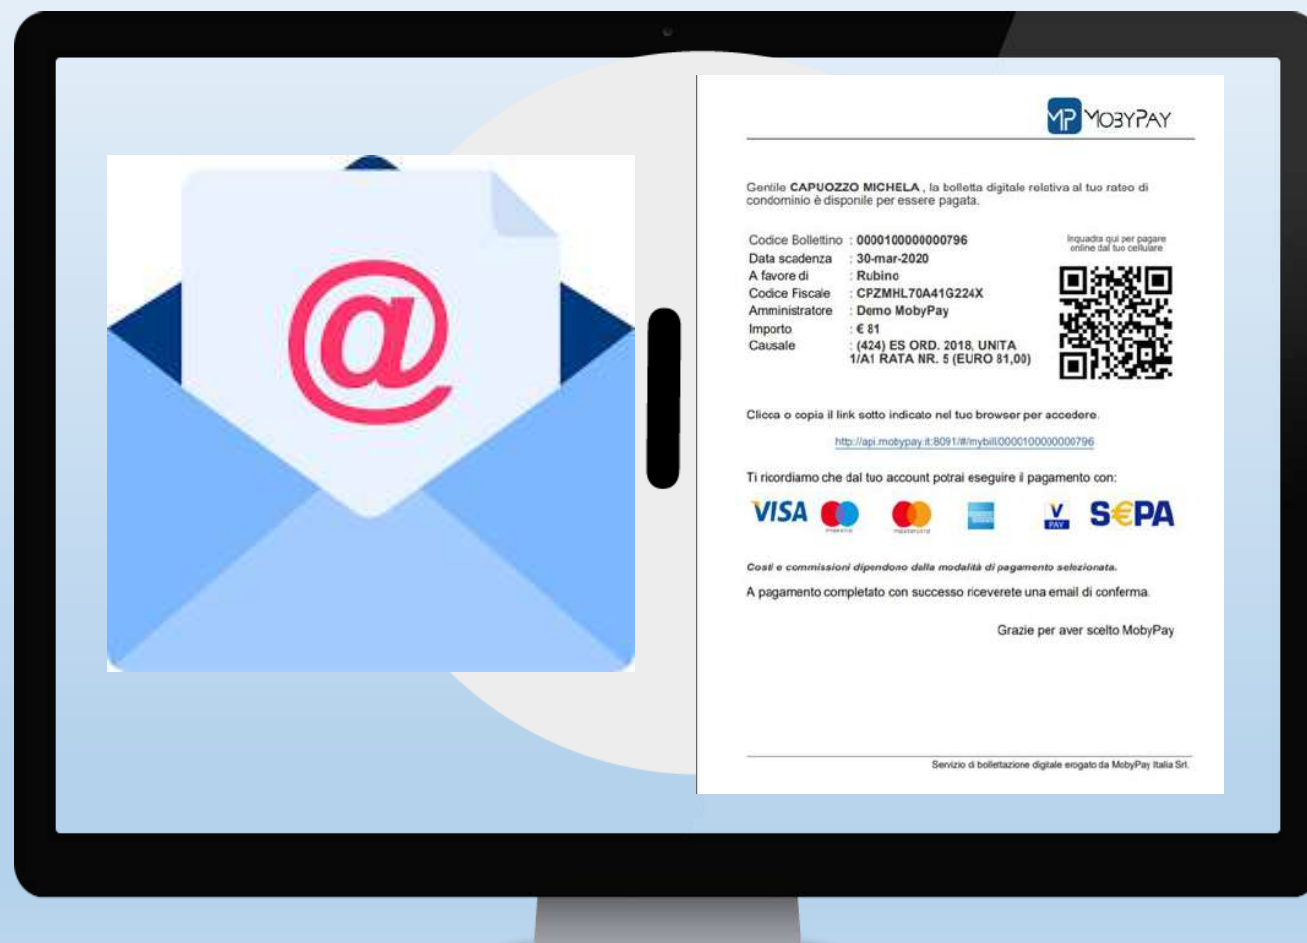 @
MP MOBYPAY
Gentile CAPUOZZO MICHELA , la bolletta digitale relativa al tuo rateo di
condominio è disponile per essere pagata.
Codice Bollettino : 0000100000000796
Data scadenza : 30-mar-2020
A favore di : Rubino
Codice Fiscale : CPZMHL70A41G224X
Amministratore : Demo MobyPay
Importo : € 81
Causale : (424) ES ORD. 2018, UNITA
1/A1 RATA NR. 5 (EURO 81,00)
Inquadra qui per pagare
online dal tuo cellulare
Clicca o copia il link sotto indicato nel tuo browser per accedere.
http://api.mobypay.it:8091/#/mybill/0000100000000796
Ti ricordiamo che dal tuo account potrai eseguire il pagamento con:
VISA maestro mastercard V PAY S€PA
Costi e commissioni dipendono dalla modalità di pagamento selezionata.
A pagamento completato con successo riceverete una email di conferma.
Grazie per aver scelto MobyPay
Servizio di bollettazione digitale erogato da MobyPay Italia Srl.